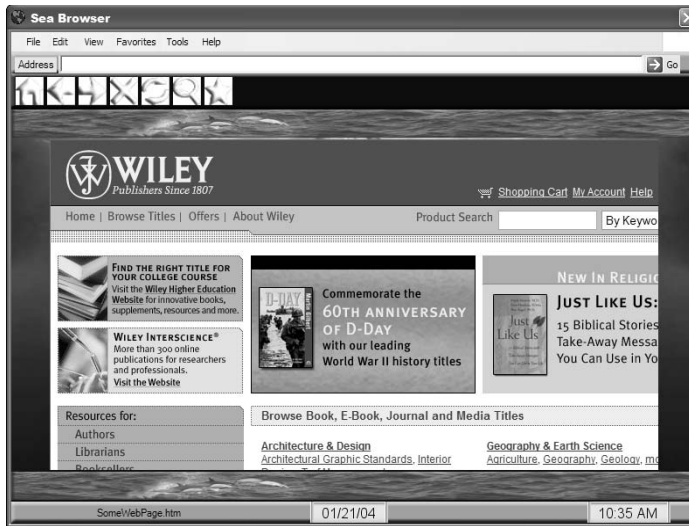 Sea Browser
File Edit View Favorites Tools Help
Address Go
WILEY
Publishers Since 1807
Shopping Cart My Account Help
Home | Browse Titles | Offers | About Wiley Product Search By Keywo
FIND THE RIGHT TITLE FOR
YOUR COLLEGE COURSE
Visit the Wiley Higher Education
Website for innovative books,
supplements, resources and more.
WILEY INTERSCIENCE®
More than 300 online
publications for researchers
and professionals.
Visit the Website
D-DAY
Commemorate the
60TH ANNIVERSARY
OF D-DAY
with our leading
World War II history titles
NEW IN RELIGIO
Just
Like Us
JUST LIKE US:
15 Biblical Stories
Take-Away Messa
You Can Use in Yo
Resources for:
Authors
Librarians
Booksellers
Browse Book, E-Book, Journal and Media Titles
Architecture & Design
Architectural Graphic Standards, Interior
Geography & Earth Science
Agriculture, Geography, Geology, mo
SomeWebPage.htm 01/21/04 10:35 AM